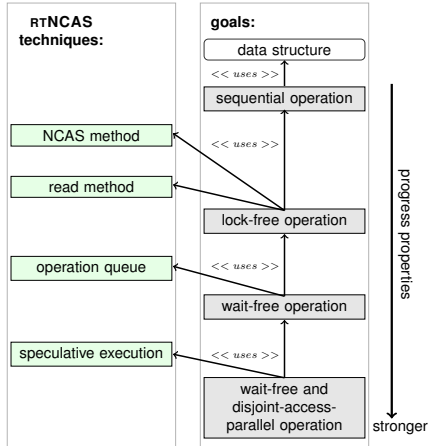 RTNCAS
techniques:
goals:
data structure
<< uses >>
sequential operation
NCAS method
<< uses >>
read method
lock-free operation
operation queue
<< uses >>
wait-free operation
speculative execution
<< uses >>
wait-free and
disjoint-access-
parallel operation
progress properties
stronger